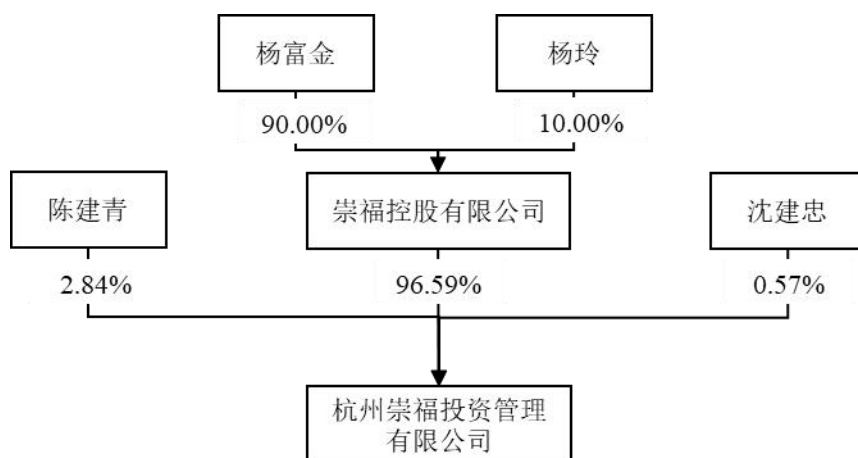 杨富金
杨玲
90.00%
10.00%
陈建青
崇福控股有限公司
沈建忠
2.84%
96.59%
0.57%
杭州崇福投资管理
有限公司